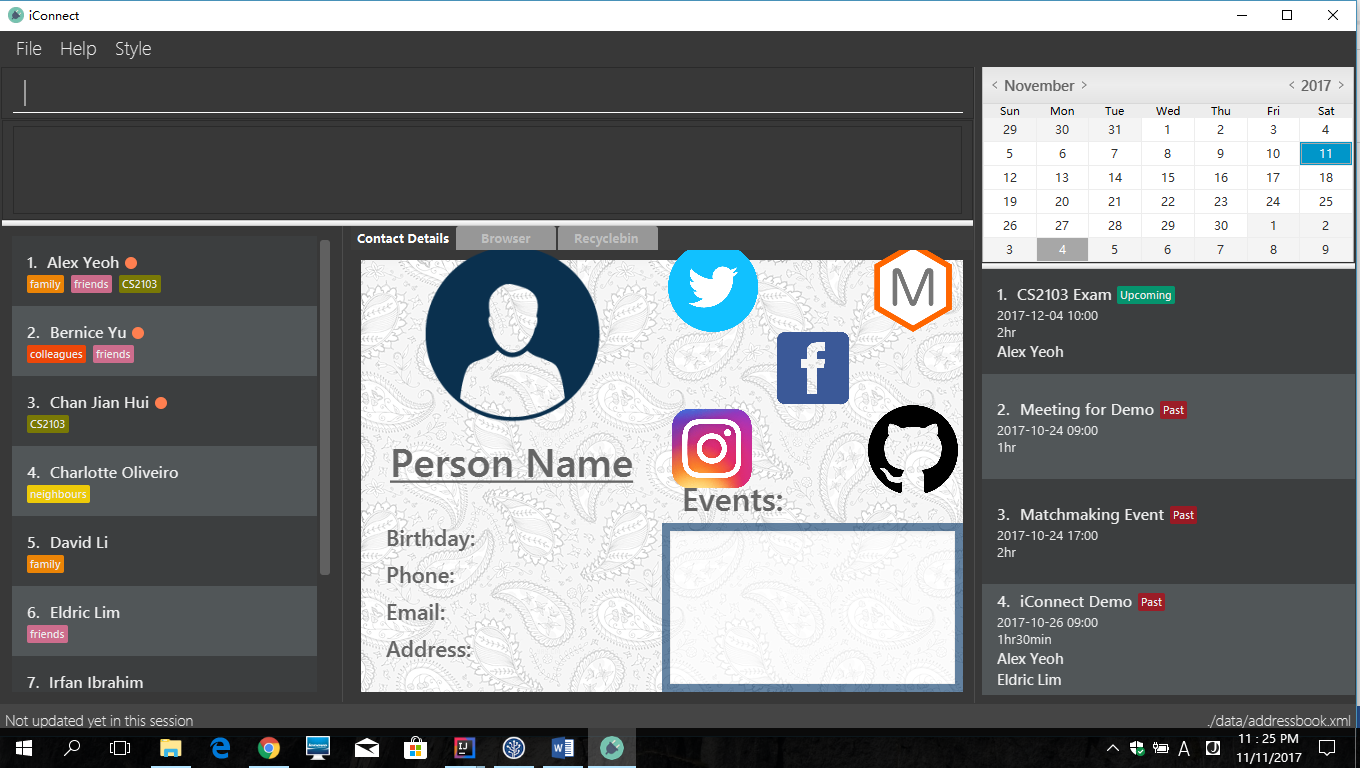 iConnect
File Help Style
November 2017
Sun Mon Tue Wed Thu Fri Sat
29 30 31 1 2 3 4
5 6 7 8 9 10 11
12 13 14 15 16 17 18
19 20 21 22 23 24 25
26 27 28 29 30 1 2
3 4 5 6 7 8 9
1. Alex Yeoh
family friends CS2103
2. Bernice Yu
colleagues friends
3. Chan Jian Hui
CS2103
4. Charlotte Oliveiro
neighbours
5. David Li
family
6. Eldric Lim
friends
7. Irfan Ibrahim
Contact Details Browser Recyclebin
M
f
Person Name
Events:
Birthday:
Phone:
Email:
Address:
1. CS2103 Exam Upcoming
2017-12-04 10:00
2hr
Alex Yeoh
2. Meeting for Demo Past
2017-10-24 09:00
1hr
3. Matchmaking Event Past
2017-10-24 17:00
2hr
4. iConnect Demo Past
2017-10-26 09:00
1hr30min
Alex Yeoh
Eldric Lim
Not updated yet in this session
./data/addressbook.xml
A
11 : 25 PM
11/11/2017